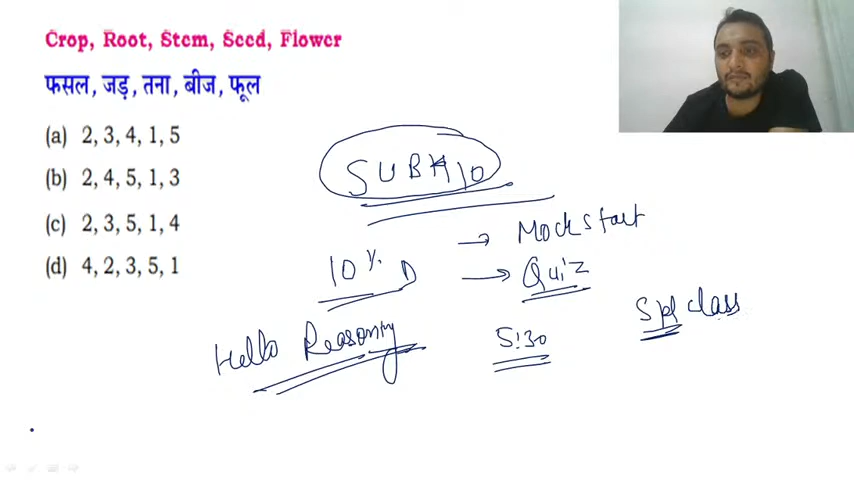 Crop, Root, Stem, Seed, Flower
फसल, जड़, तना, बीज, फूल
(a) 2, 3, 4, 1, 5
(b) 2, 4, 5, 1, 3
(c) 2, 3, 5, 1, 4
(d) 4, 2, 3, 5, 1
SUBH10
10% D
→ Mock start
→ Quiz
Hello Reasoning
5:30
Spl class